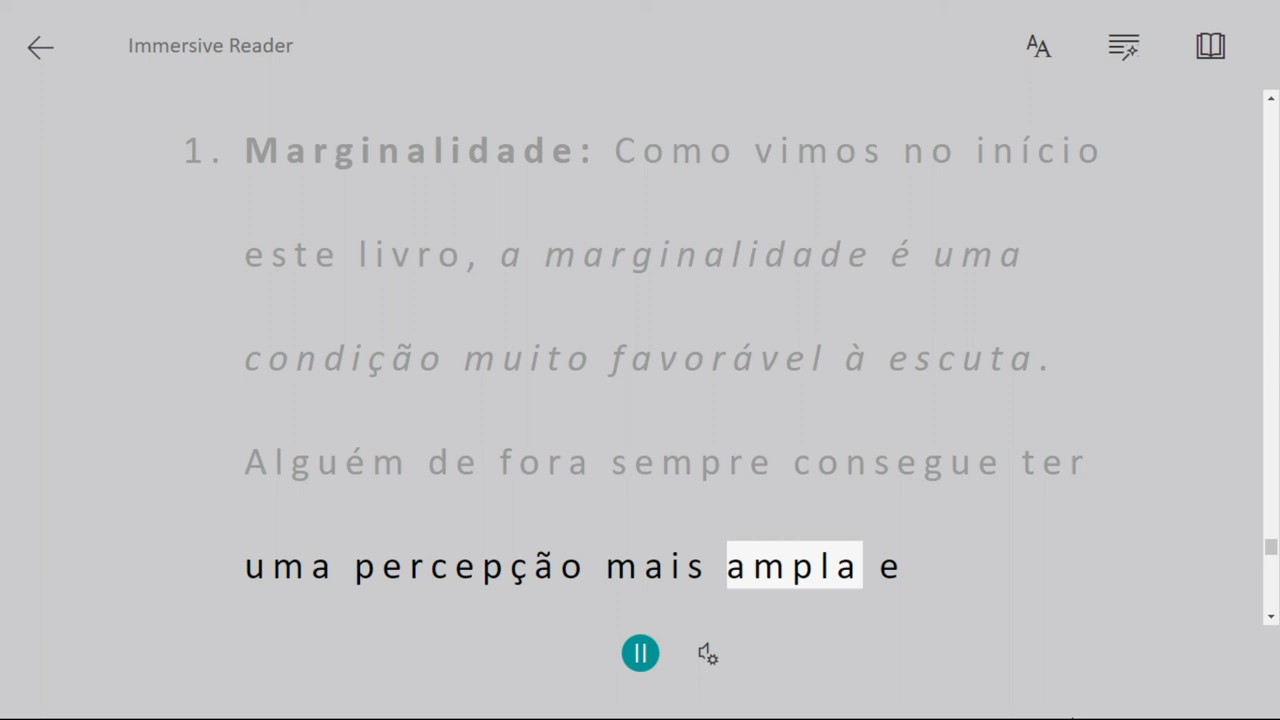 Immersive Reader
1. Marginalidade: Como vimos no início
este livro, a marginalidade é uma
condição muito favorável à escuta.
Alguém de fora sempre consegue ter
uma percepção mais ampla e